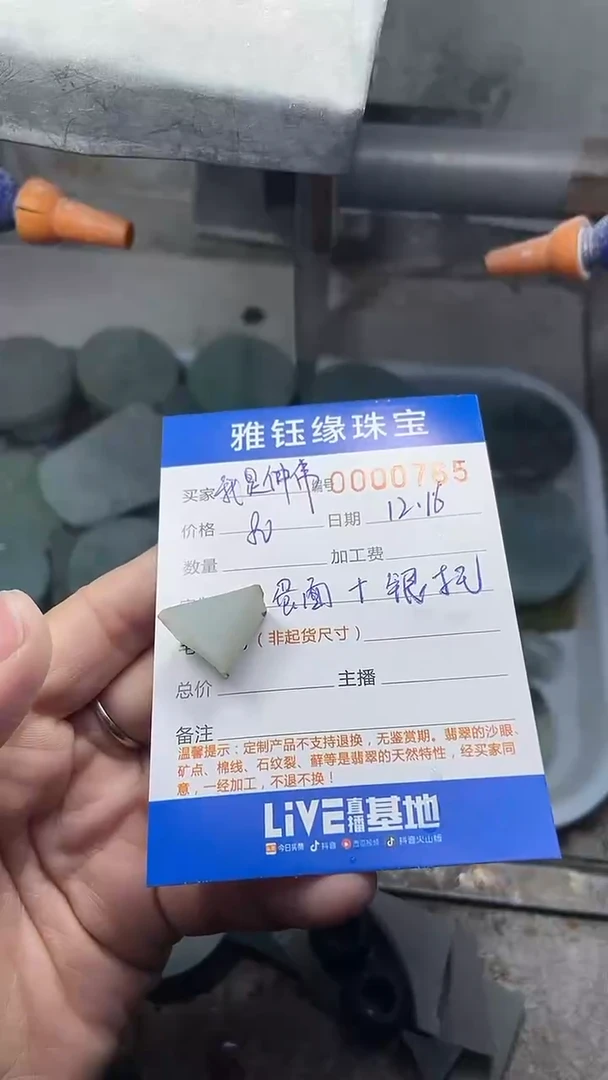 雅钰缘珠宝
买家 我是仲伟 编号 0000765
价格 80 日期 12.16
数量 加工费
蛋面+银托
(非起货尺寸)
总价 主播
备注
温馨提示：定制产品不支持退换，无鉴赏期。翡翠的沙眼、
矿点、棉线、石纹裂、藓等是翡翠的天然特性，经买家同
意，一经加工，不退不换！
LiVE直播基地
今日头条 抖音 西瓜视频 抖音火山版